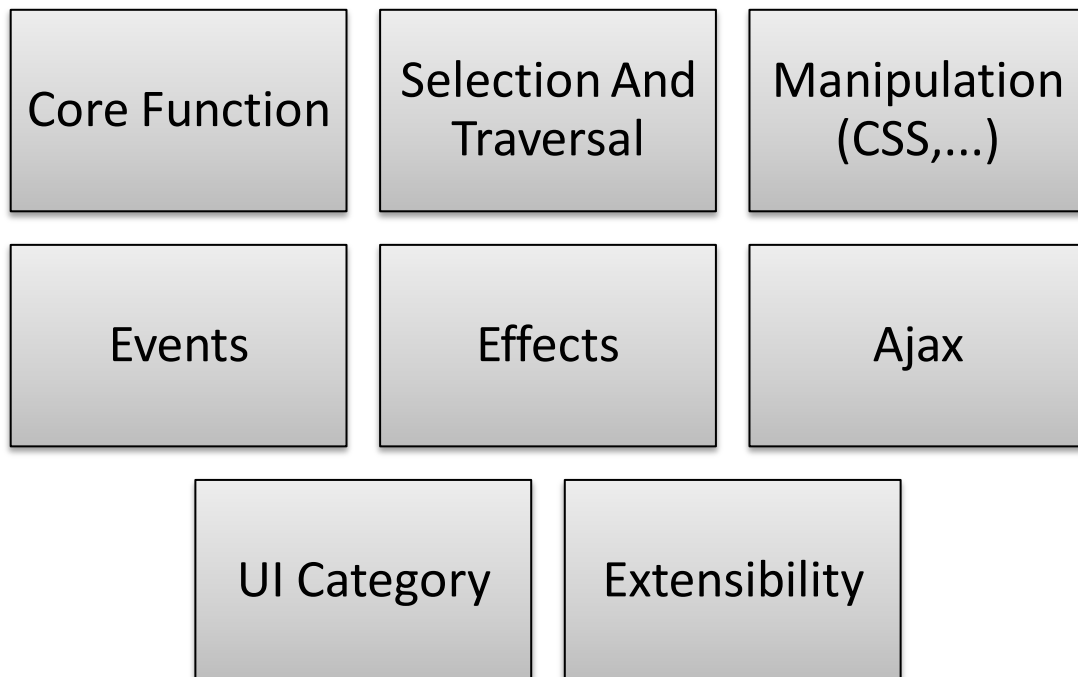 Core Function
Selection And
Traversal
Manipulation
(CSS,...)
Events
Effects
Ajax
UI Category
Extensibility